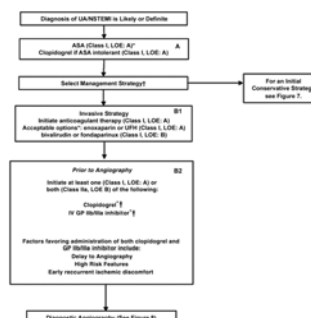 Diagnosis of UA/NSTEMI is Likely or Definite
ASA (Class I, LOE: A)*
Clopidogrel if ASA intolerant (Class I, LOE: A)
A
Select Management Strategy†
For an Initial
Conservative Strategy
see Figure 7.
Invasive Strategy
Initiate anticoagulant therapy (Class I, LOE: A)
Acceptable options*: enoxaparin or UFH (Class I, LOE: A)
bivalirudin or fondaparinux (Class I, LOE: B)
B1
Prior to Angiography
B2
Initiate at least one (Class I, LOE: A) or
both (Class IIa, LOE B) of the following:
Clopidogrel
IV GP IIb/IIIa inhibitor
Factors favoring administration of both clopidogrel and
GP IIb/IIIa inhibitor include:
Delay to Angiography
High Risk Features
Early recurrent ischemic discomfort
Diagnostic Angiography (See Figure